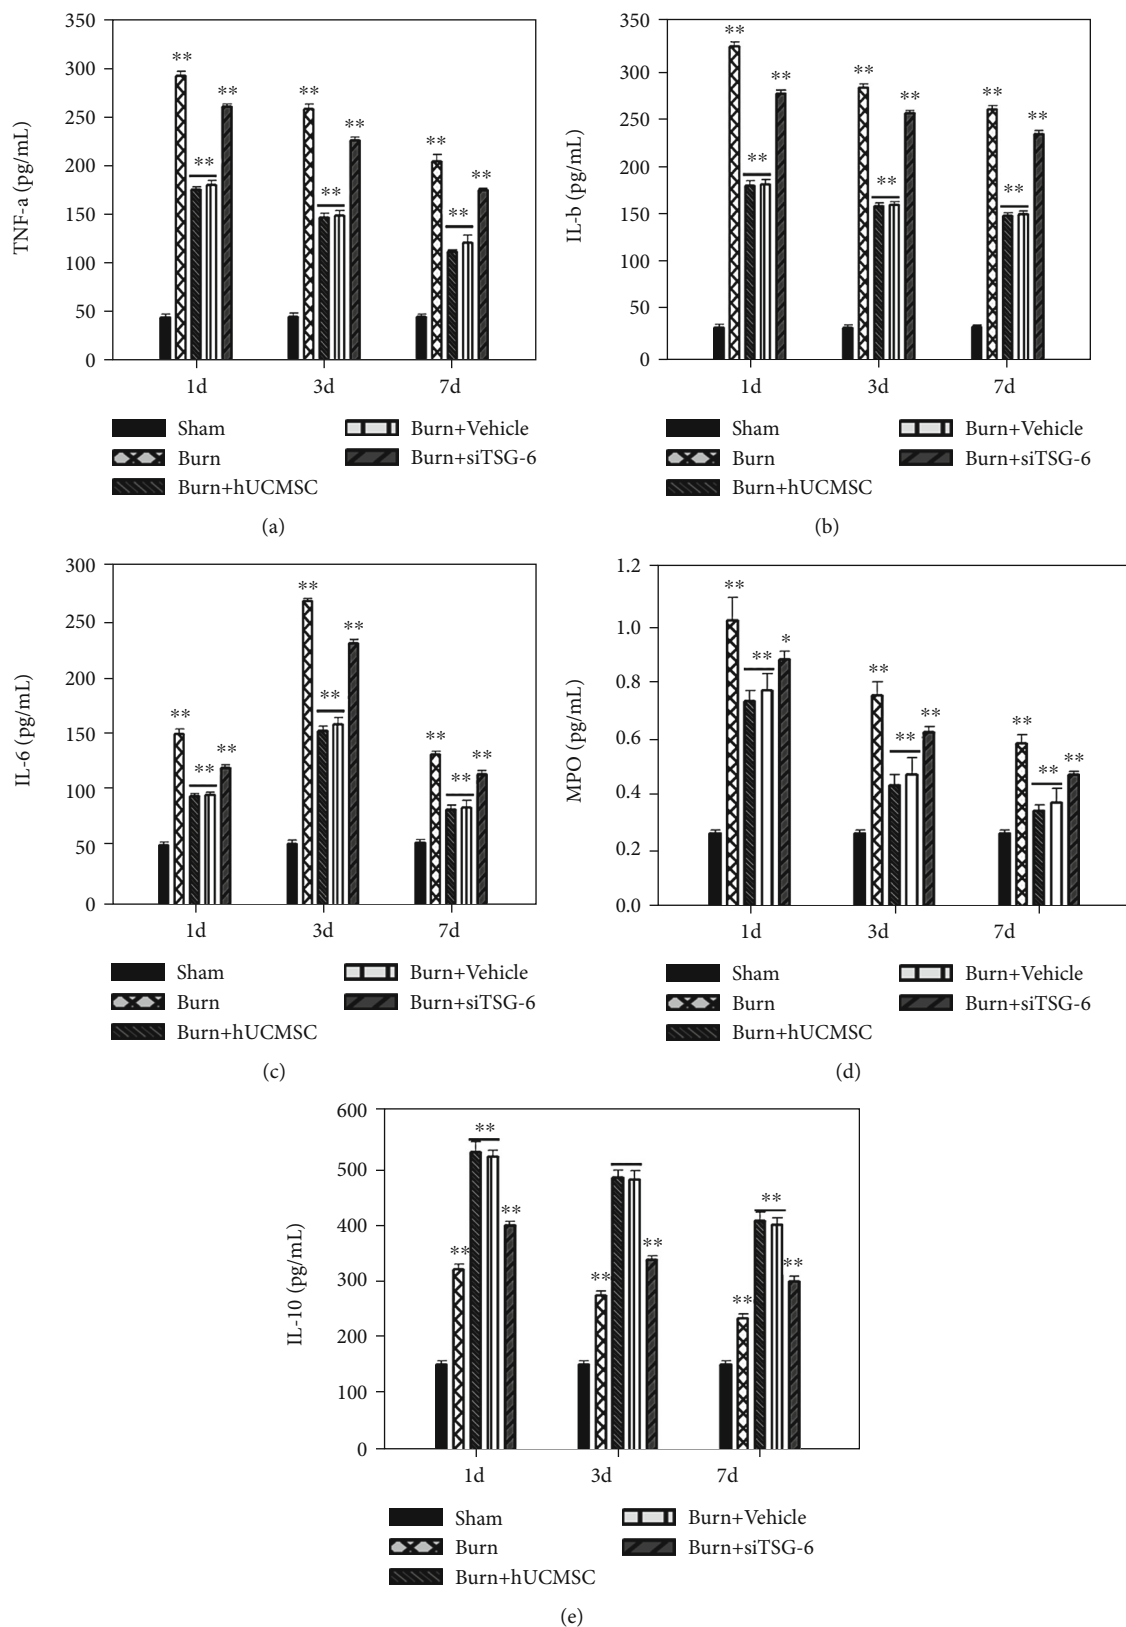 350
300
250
200
150
100
50
0
TNF-a (pg/mL)
** ** ** **
** ** ** **
** ** ** **
1d 3d 7d
Sham Burn+Vehicle
Burn Burn+siTSG-6
Burn+hUCMSC
(a)
350
300
250
200
150
100
50
0
IL-b (pg/mL)
** ** **
** ** **
** ** **
1d 3d 7d
Sham Burn+Vehicle
Burn Burn+siTSG-6
Burn+hUCMSC
(b)
300
250
200
150
100
50
0
IL-6 (pg/mL)
** ** **
** ** **
** ** **
1d 3d 7d
Sham Burn+Vehicle
Burn Burn+siTSG-6
Burn+hUCMSC
(c)
1.2
1.0
0.8
0.6
0.4
0.2
0.0
MPO (pg/mL)
** ** *
** ** **
** ** **
1d 3d 7d
Sham Burn+Vehicle
Burn Burn+siTSG-6
Burn+hUCMSC
(d)
600
500
400
300
200
100
0
IL-10 (pg/mL)
** ** **
** **
** ** **
1d 3d 7d
Sham Burn+Vehicle
Burn Burn+siTSG-6
Burn+hUCMSC
(e)